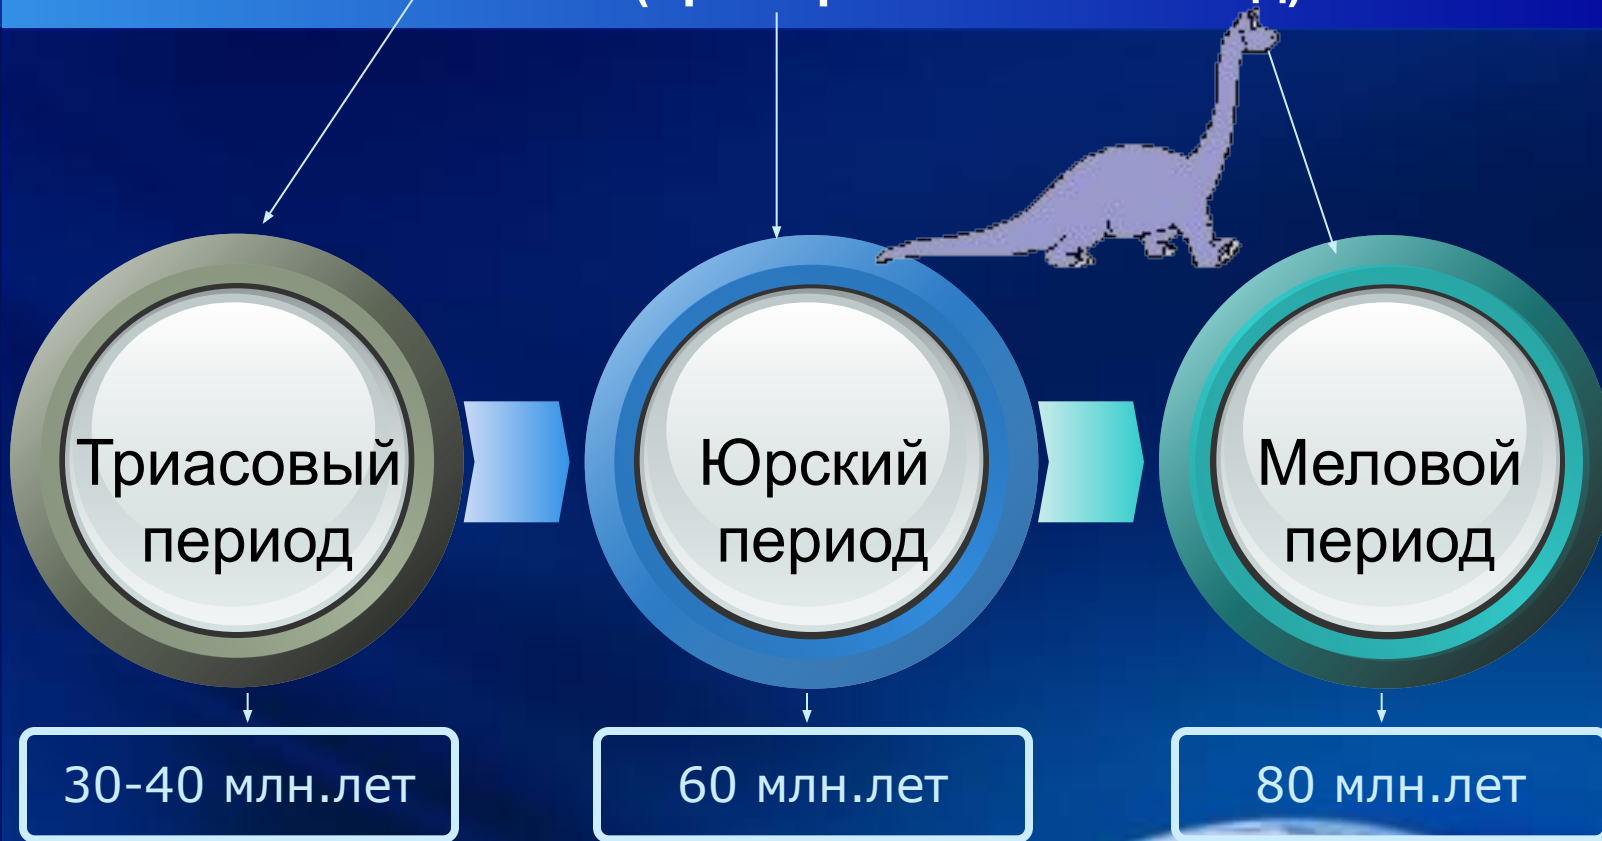 Триасовый
период
Юрский
период
Меловой
период
30-40 млн.лет
60 млн.лет
80 млн.лет